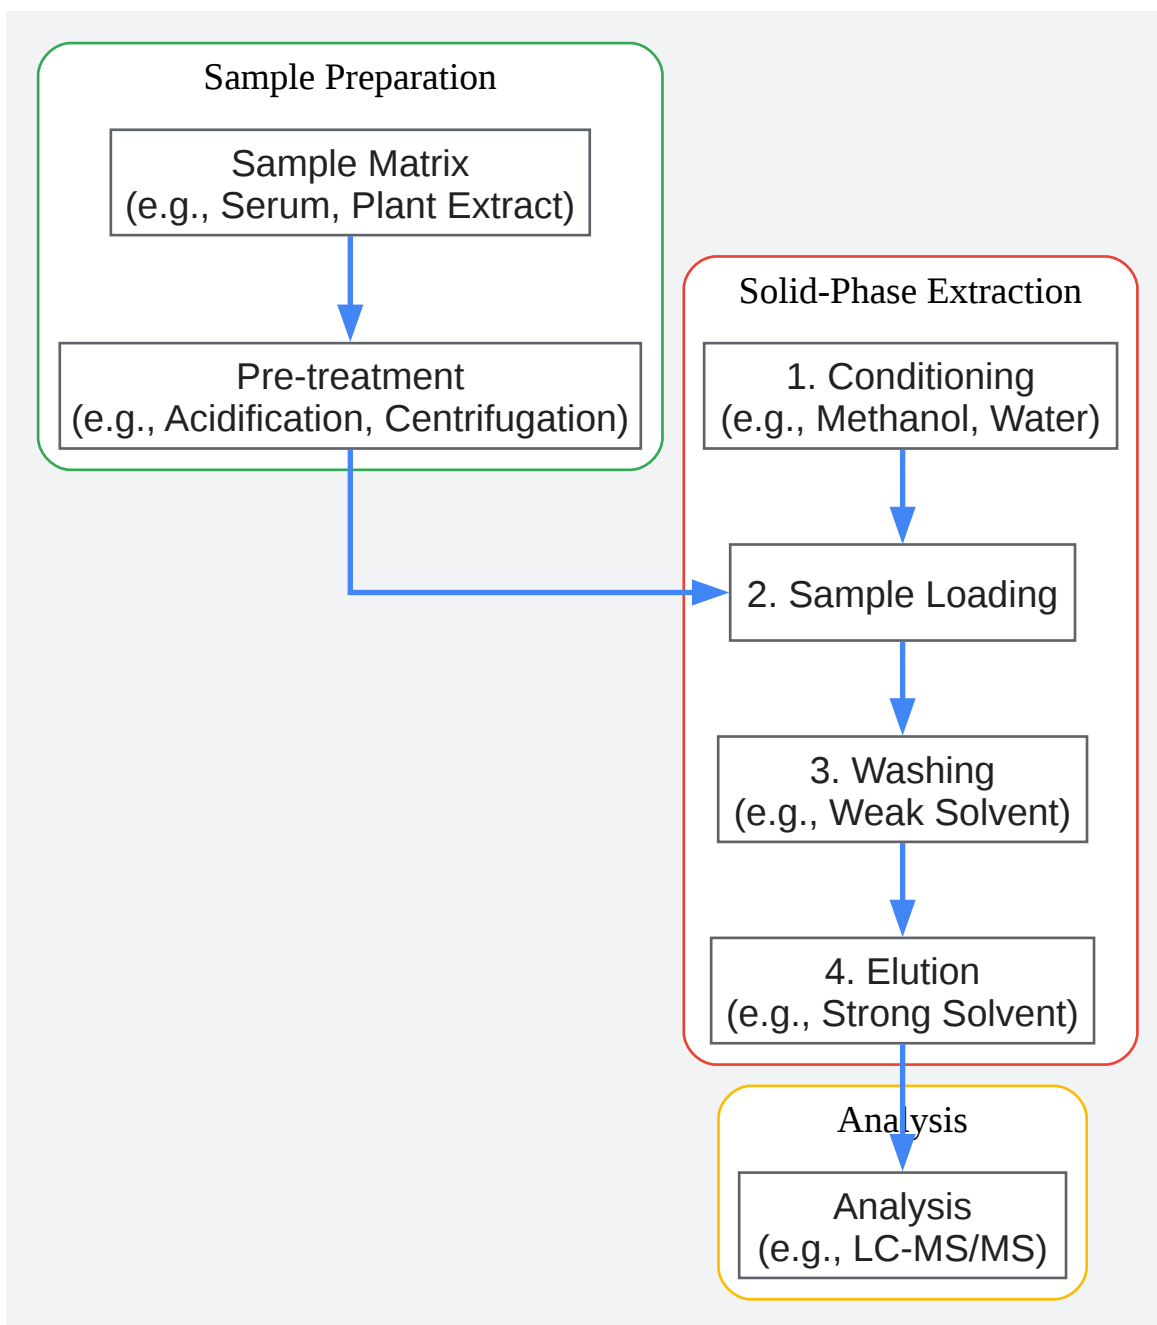 Sample Preparation
Sample Matrix
(e.g., Serum, Plant Extract)
Pre-treatment
(e.g., Acidification, Centrifugation)
Solid-Phase Extraction
1. Conditioning
(e.g., Methanol, Water)
2. Sample Loading
3. Washing
(e.g., Weak Solvent)
4. Elution
(e.g., Strong Solvent)
Analysis
Analysis
(e.g., LC-MS/MS)